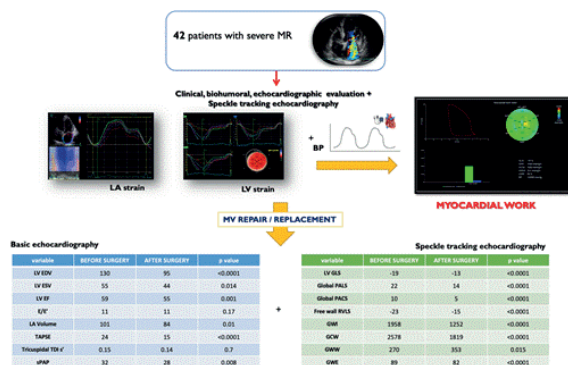 42 patients with severe MR
Clinical, biohumoral, echocardiographic evaluation +
Speckle tracking echocardiography
+
BP
LA strain
LV strain
MYOCARDIAL WORK
MV REPAIR / REPLACEMENT
Basic echocardiography
variable BEFORE SURGERY AFTER SURGERY p value
LV EDV 130 95 <0.0001
LV ESV 55 44 0.014
LV EF 59 55 0.001
E/E' 11 11 0.17
LA Volume 101 84 0.01
TAPSE 24 15 <0.0001
Tricuspidal TDI s' 0.15 0.14 0.7
sPAP 32 28 0.008
+
Speckle tracking echocardiography
variable BEFORE SURGERY AFTER SURGERY p value
LV GLS -19 -13 <0.0001
Global PALS 22 14 <0.0001
Global PACS 10 5 <0.0001
Free wall RVLS -23 -15 <0.0001
GWI 1958 1252 <0.0001
GCW 2578 1819 <0.0001
GWW 270 353 0.015
GWE 89 82 <0.0001